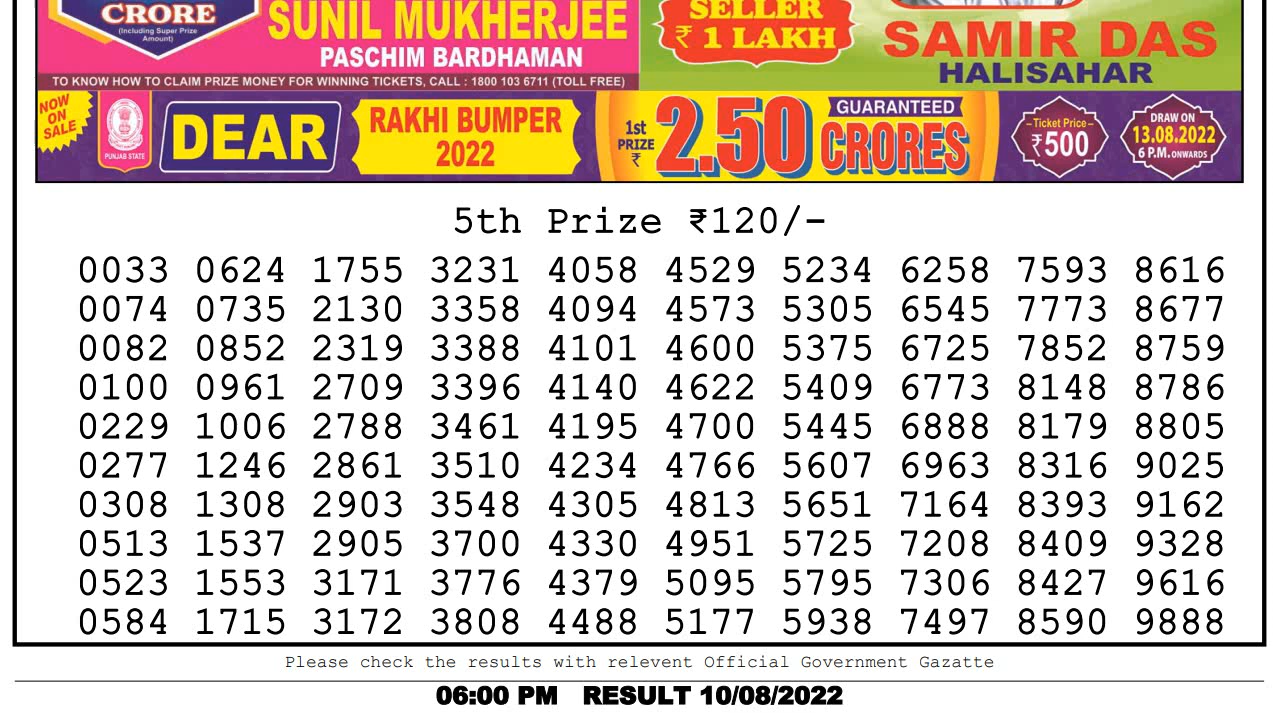 CRORE
(Including Super Prize
Amount)
SUNIL MUKHERJEE
PASCHIM BARDHAMAN
TO KNOW HOW TO CLAIM PRIZE MONEY FOR WINNING TICKETS, CALL : 1800 103 6711 (TOLL FREE)
SELLER
₹ 1 LAKH
SAMIR DAS
HALISAHAR
NOW
ON
SALE
PUNJAB STATE
DEAR
RAKHI BUMPER
2022
1st
PRIZE
₹
2.50
GUARANTEED
CRORES
Ticket Price
₹500
DRAW ON
13.08.2022
6 P.M. ONWARDS
5th Prize ₹120/-
0033 0624 1755 3231 4058 4529 5234 6258 7593 8616
0074 0735 2130 3358 4094 4573 5305 6545 7773 8677
0082 0852 2319 3388 4101 4600 5375 6725 7852 8759
0100 0961 2709 3396 4140 4622 5409 6773 8148 8786
0229 1006 2788 3461 4195 4700 5445 6888 8179 8805
0277 1246 2861 3510 4234 4766 5607 6963 8316 9025
0308 1308 2903 3548 4305 4813 5651 7164 8393 9162
0513 1537 2905 3700 4330 4951 5725 7208 8409 9328
0523 1553 3171 3776 4379 5095 5795 7306 8427 9616
0584 1715 3172 3808 4488 5177 5938 7497 8590 9888
Please check the results with relevent Official Government Gazatte
06:00 PM RESULT 10/08/2022